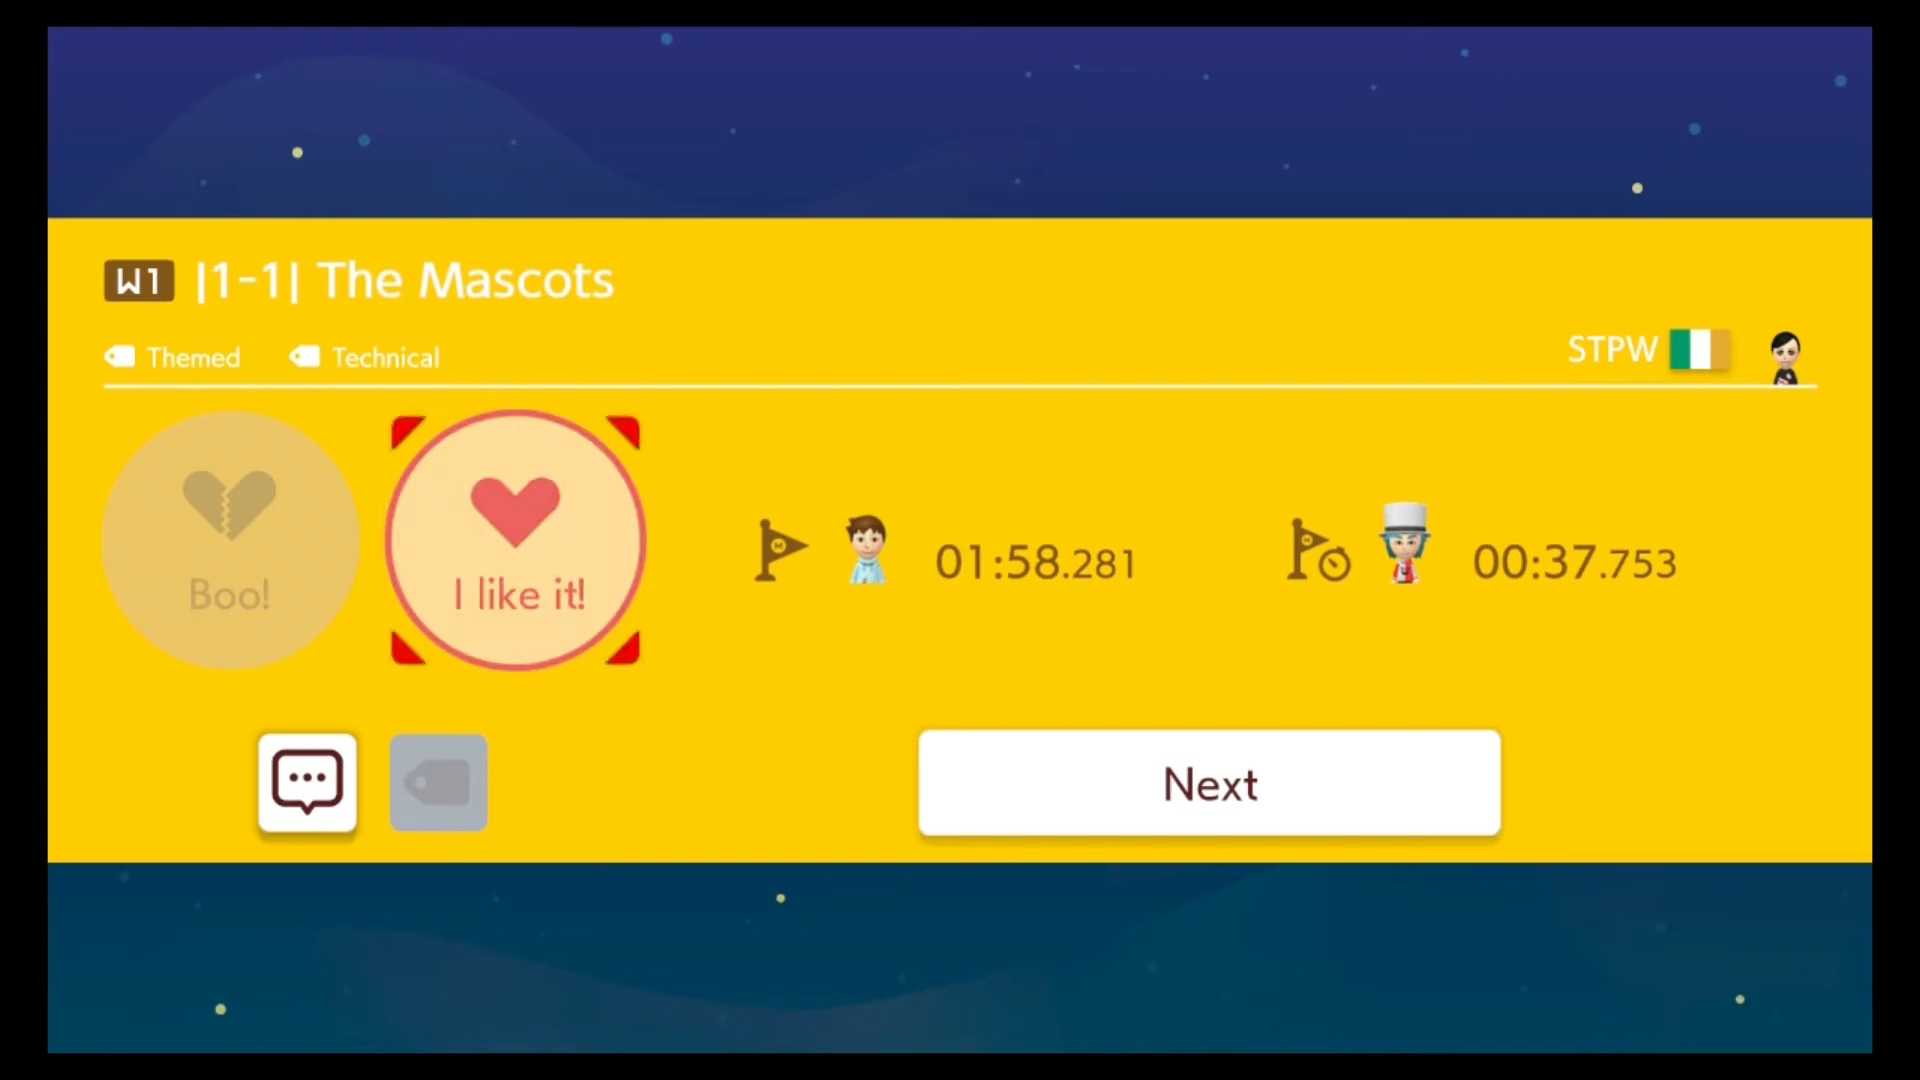 W1 |1-1| The Mascots
Themed Technical
STPW
Boo!
I like it!
M
01:58.281
M
00:37.753
Next